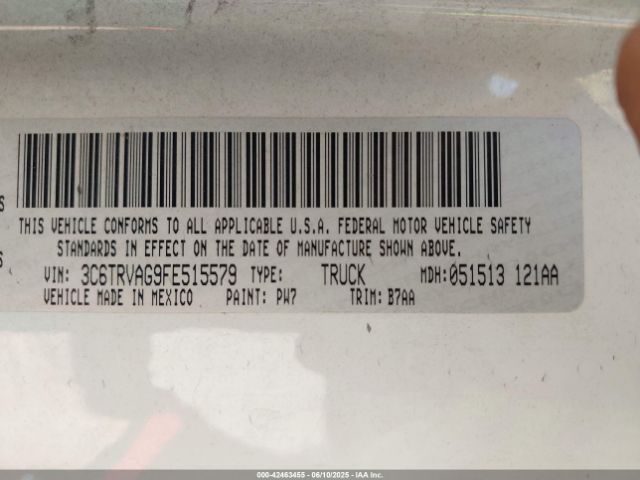 S
THIS VEHICLE CONFORMS TO ALL APPLICABLE U.S.A. FEDERAL MOTOR VEHICLE SAFETY
STANDARDS IN EFFECT ON THE DATE OF MANUFACTURE SHOWN ABOVE.
S
VIN: 3C6TRVAG9FE515579 TYPE: TRUCK MDH:051513 121AA
VEHICLE MADE IN MEXICO PAINT: PW7 TRIM: B7AA
000-42463455 - 06/10/2025 - IAA Inc.